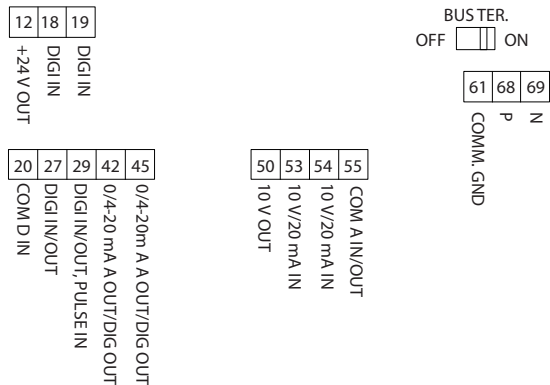 12 18 19
+24 V OUT
DIGI IN
DIGI IN
BUS TER.
OFF ON
61 68 69
COMM. GND
P
N
20 27 29 42 45
COM D IN
DIGI IN/OUT
DIGI IN/OUT, PULSE IN
0/4-20 mA A OUT/DIG OUT
0/4-20m A A OUT/DIG OUT
50 53 54 55
10 V OUT
10 V/20 mA IN
10 V/20 mA IN
COM A IN/OUT